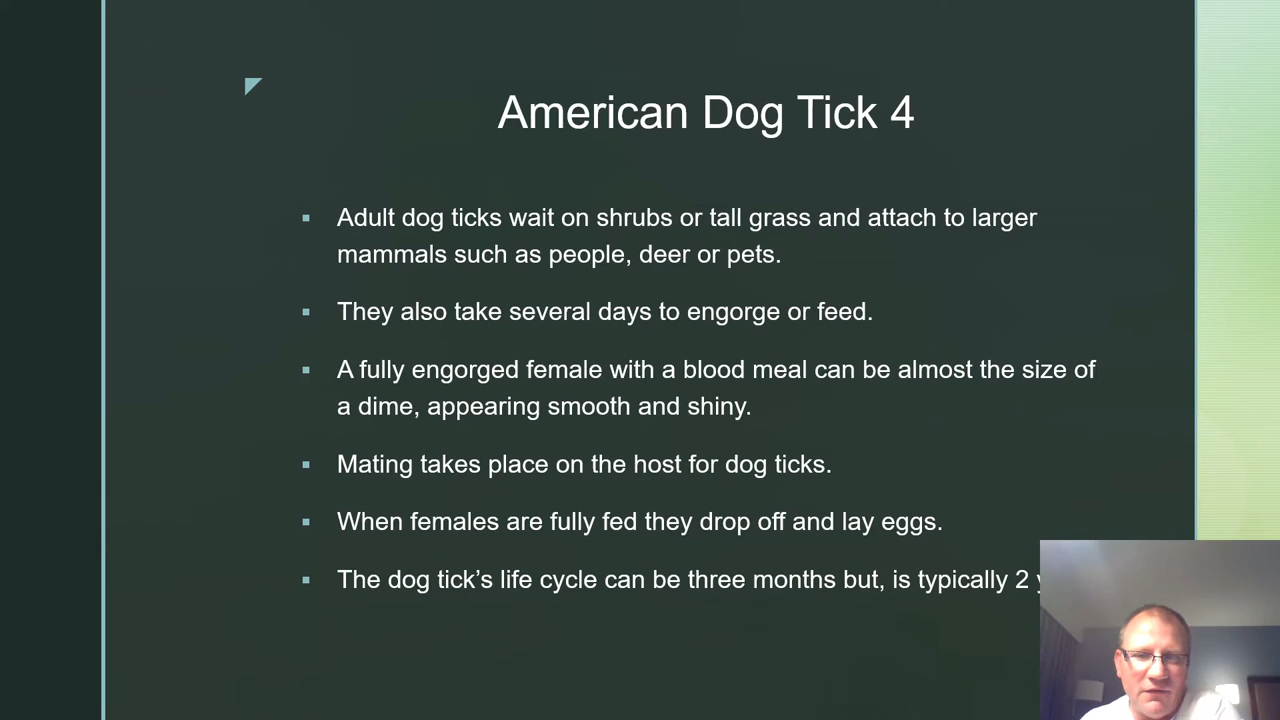 American Dog Tick 4
Adult dog ticks wait on shrubs or tall grass and attach to larger
mammals such as people, deer or pets.
They also take several days to engorge or feed.
A fully engorged female with a blood meal can be almost the size of
a dime, appearing smooth and shiny.
Mating takes place on the host for dog ticks.
When females are fully fed they drop off and lay eggs.
The dog tick’s life cycle can be three months but, is typically 2